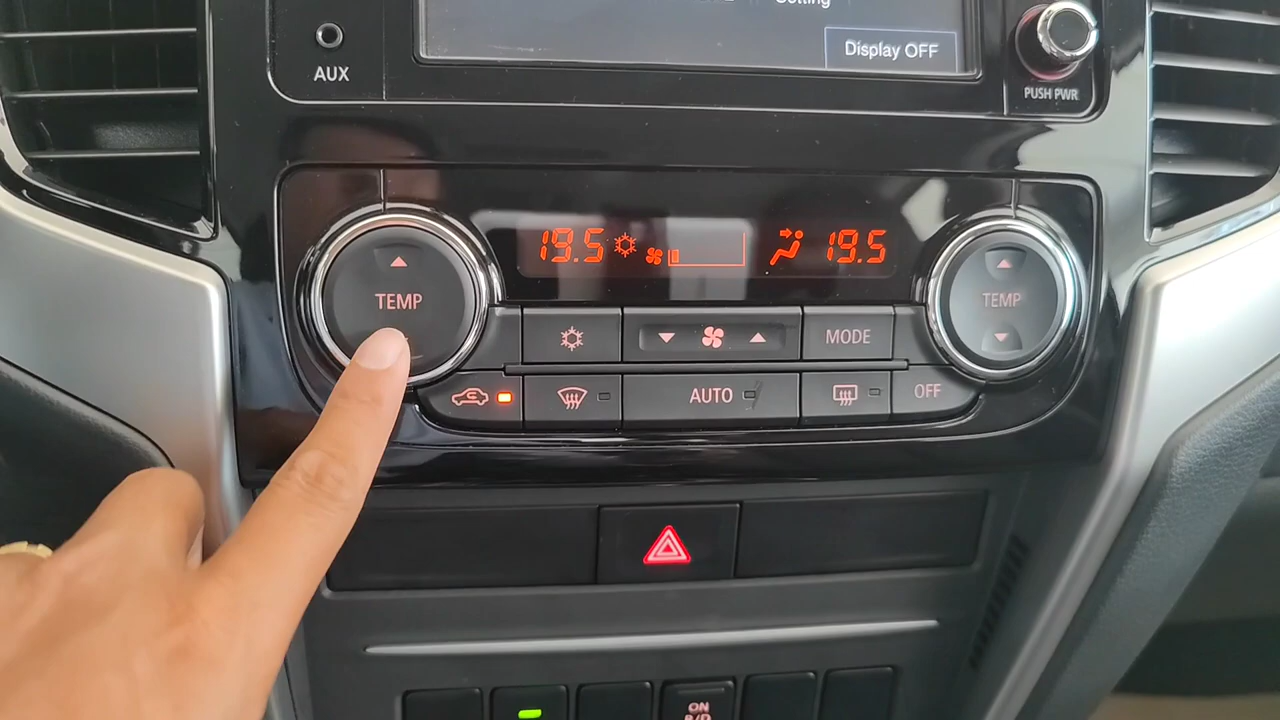 Setting
Display OFF
AUX
PUSH PWR
19.5
19.5
TEMP
TEMP
MODE
AUTO
OFF
ON